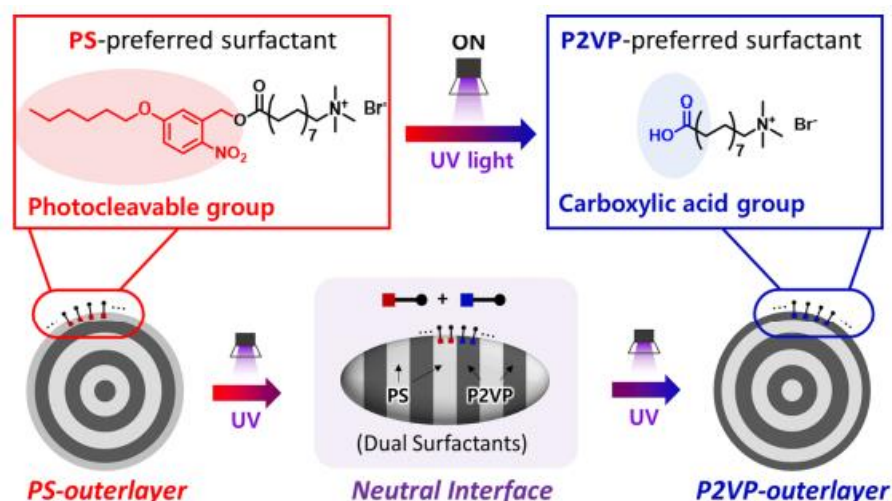 PS-preferred surfactant
O
O
O
NO₂
7
N⁺
Br⁻
Photocleavable group
ON
UV light
P2VP-preferred surfactant
O
HO
7
N⁺
Br⁻
Carboxylic acid group
...
...
UV
PS-outerlayer
+
...
...
PS
P2VP
(Dual Surfactants)
Neutral Interface
UV
...
...
P2VP-outerlayer